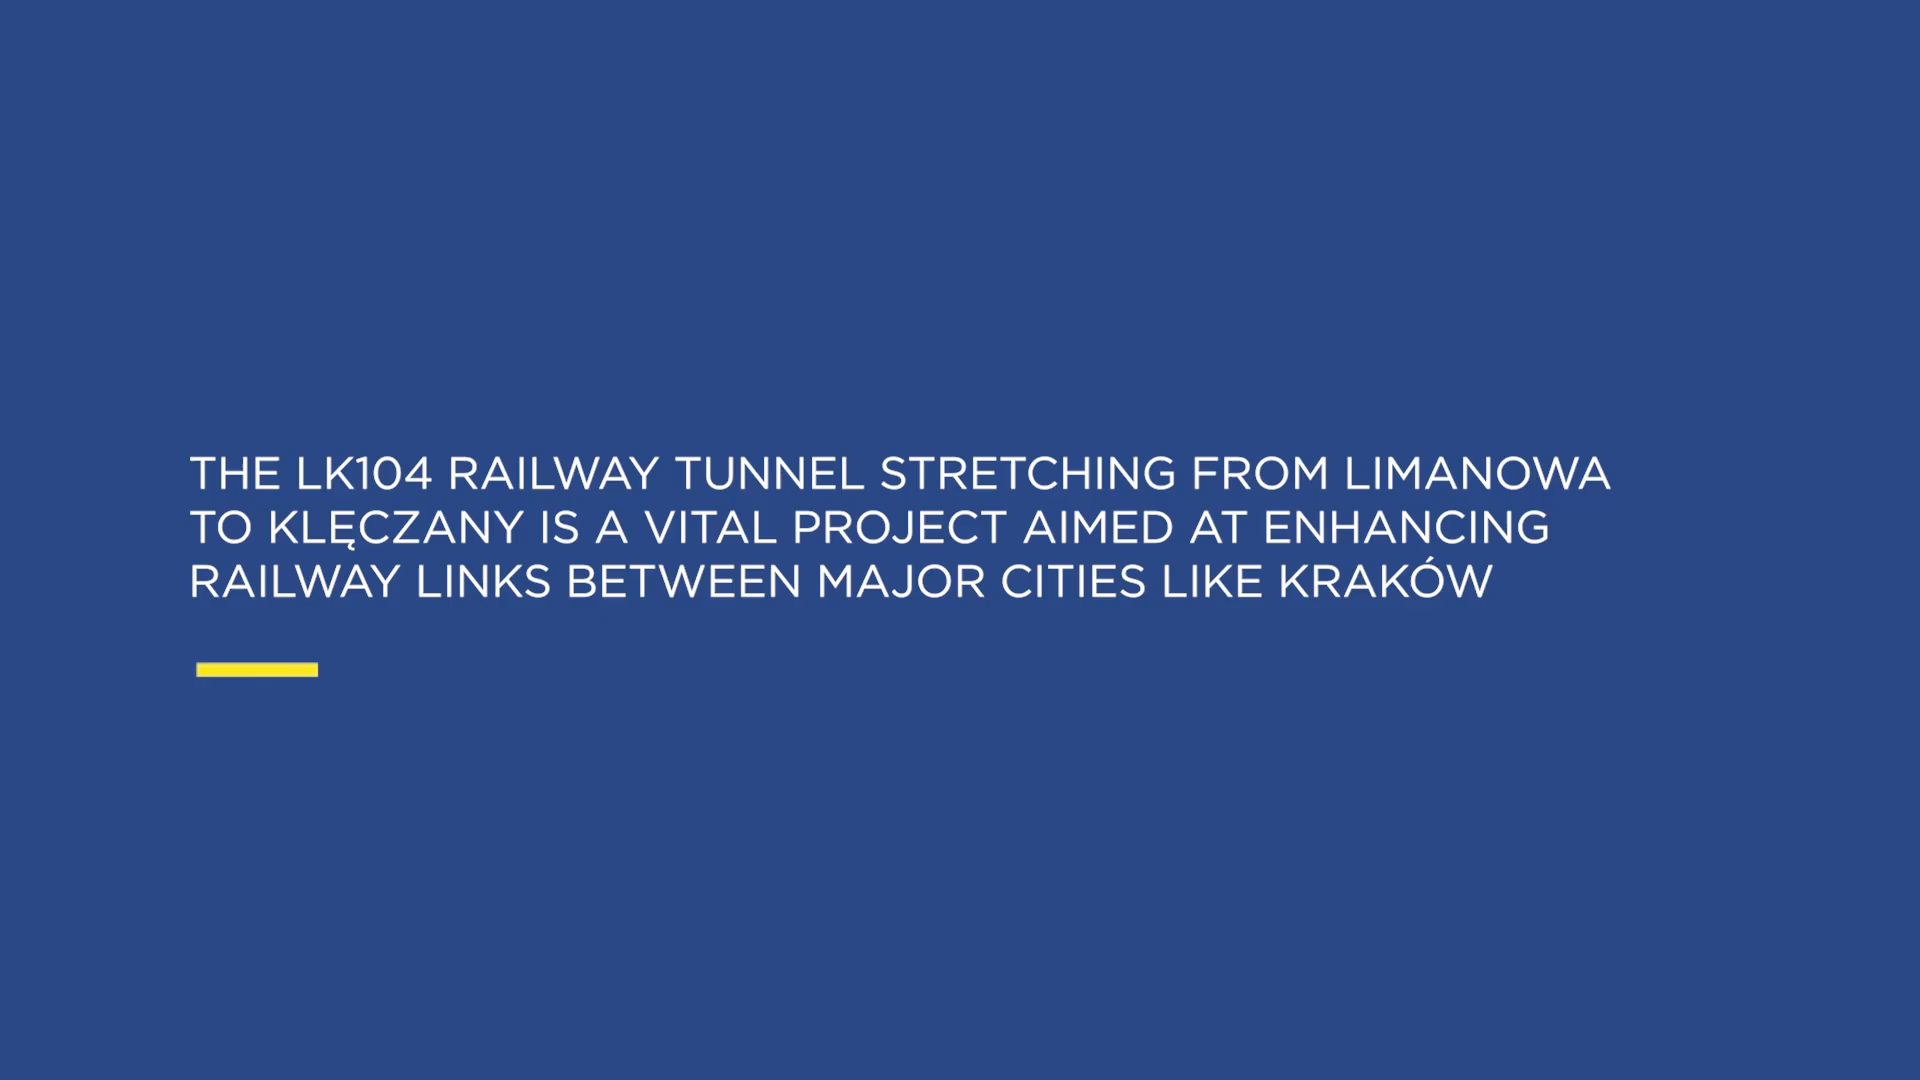 THE LK104 RAILWAY TUNNEL STRETCHING FROM LIMANOWA
TO KLĘCZANY IS A VITAL PROJECT AIMED AT ENHANCING
RAILWAY LINKS BETWEEN MAJOR CITIES LIKE KRAKÓW